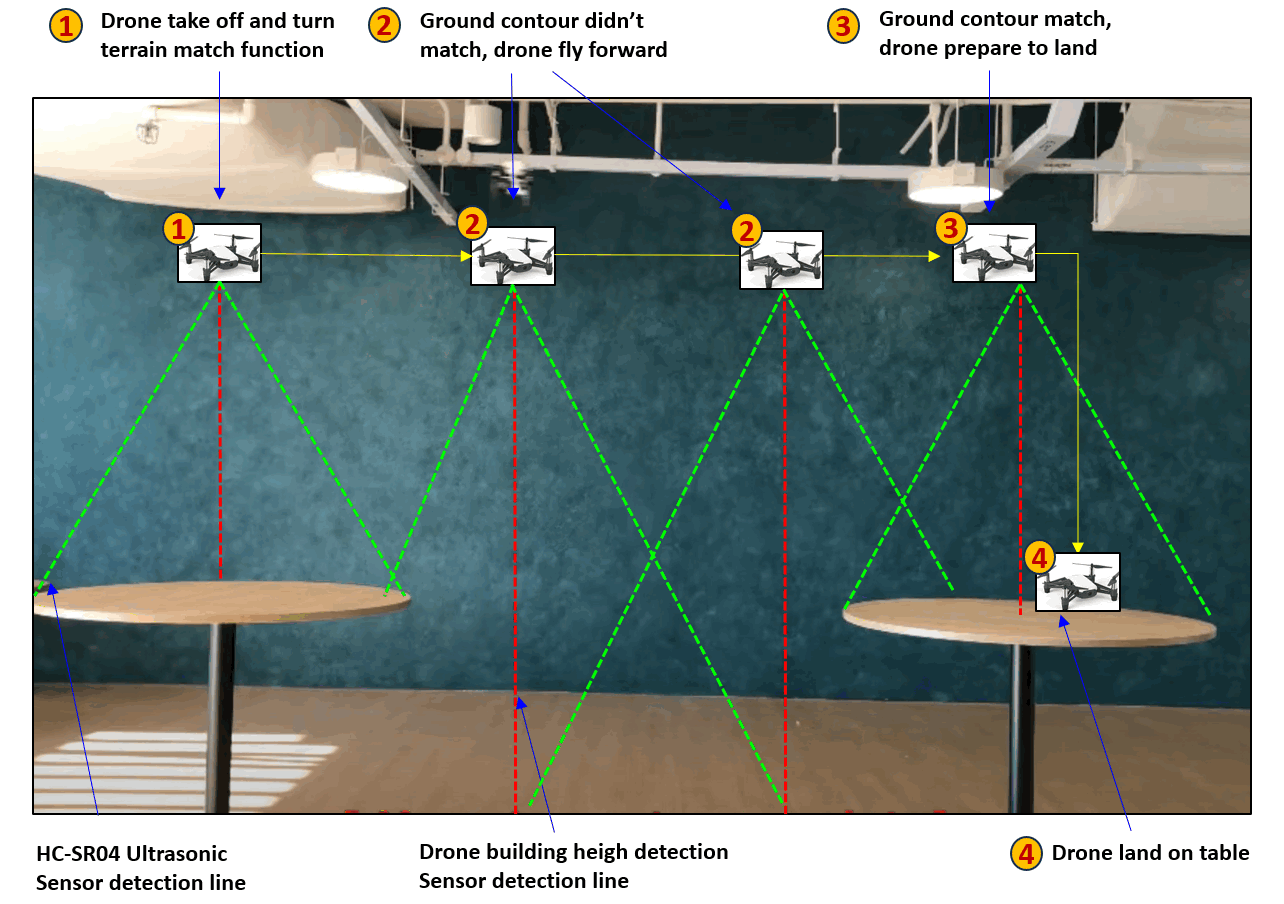 1 Drone take off and turn
terrain match function
2 Ground contour didn't
match, drone fly forward
3 Ground contour match,
drone prepare to land
1
2
2
3
4
HC-SR04 Ultrasonic
Sensor detection line
Drone building heigh detection
Sensor detection line
4 Drone land on table